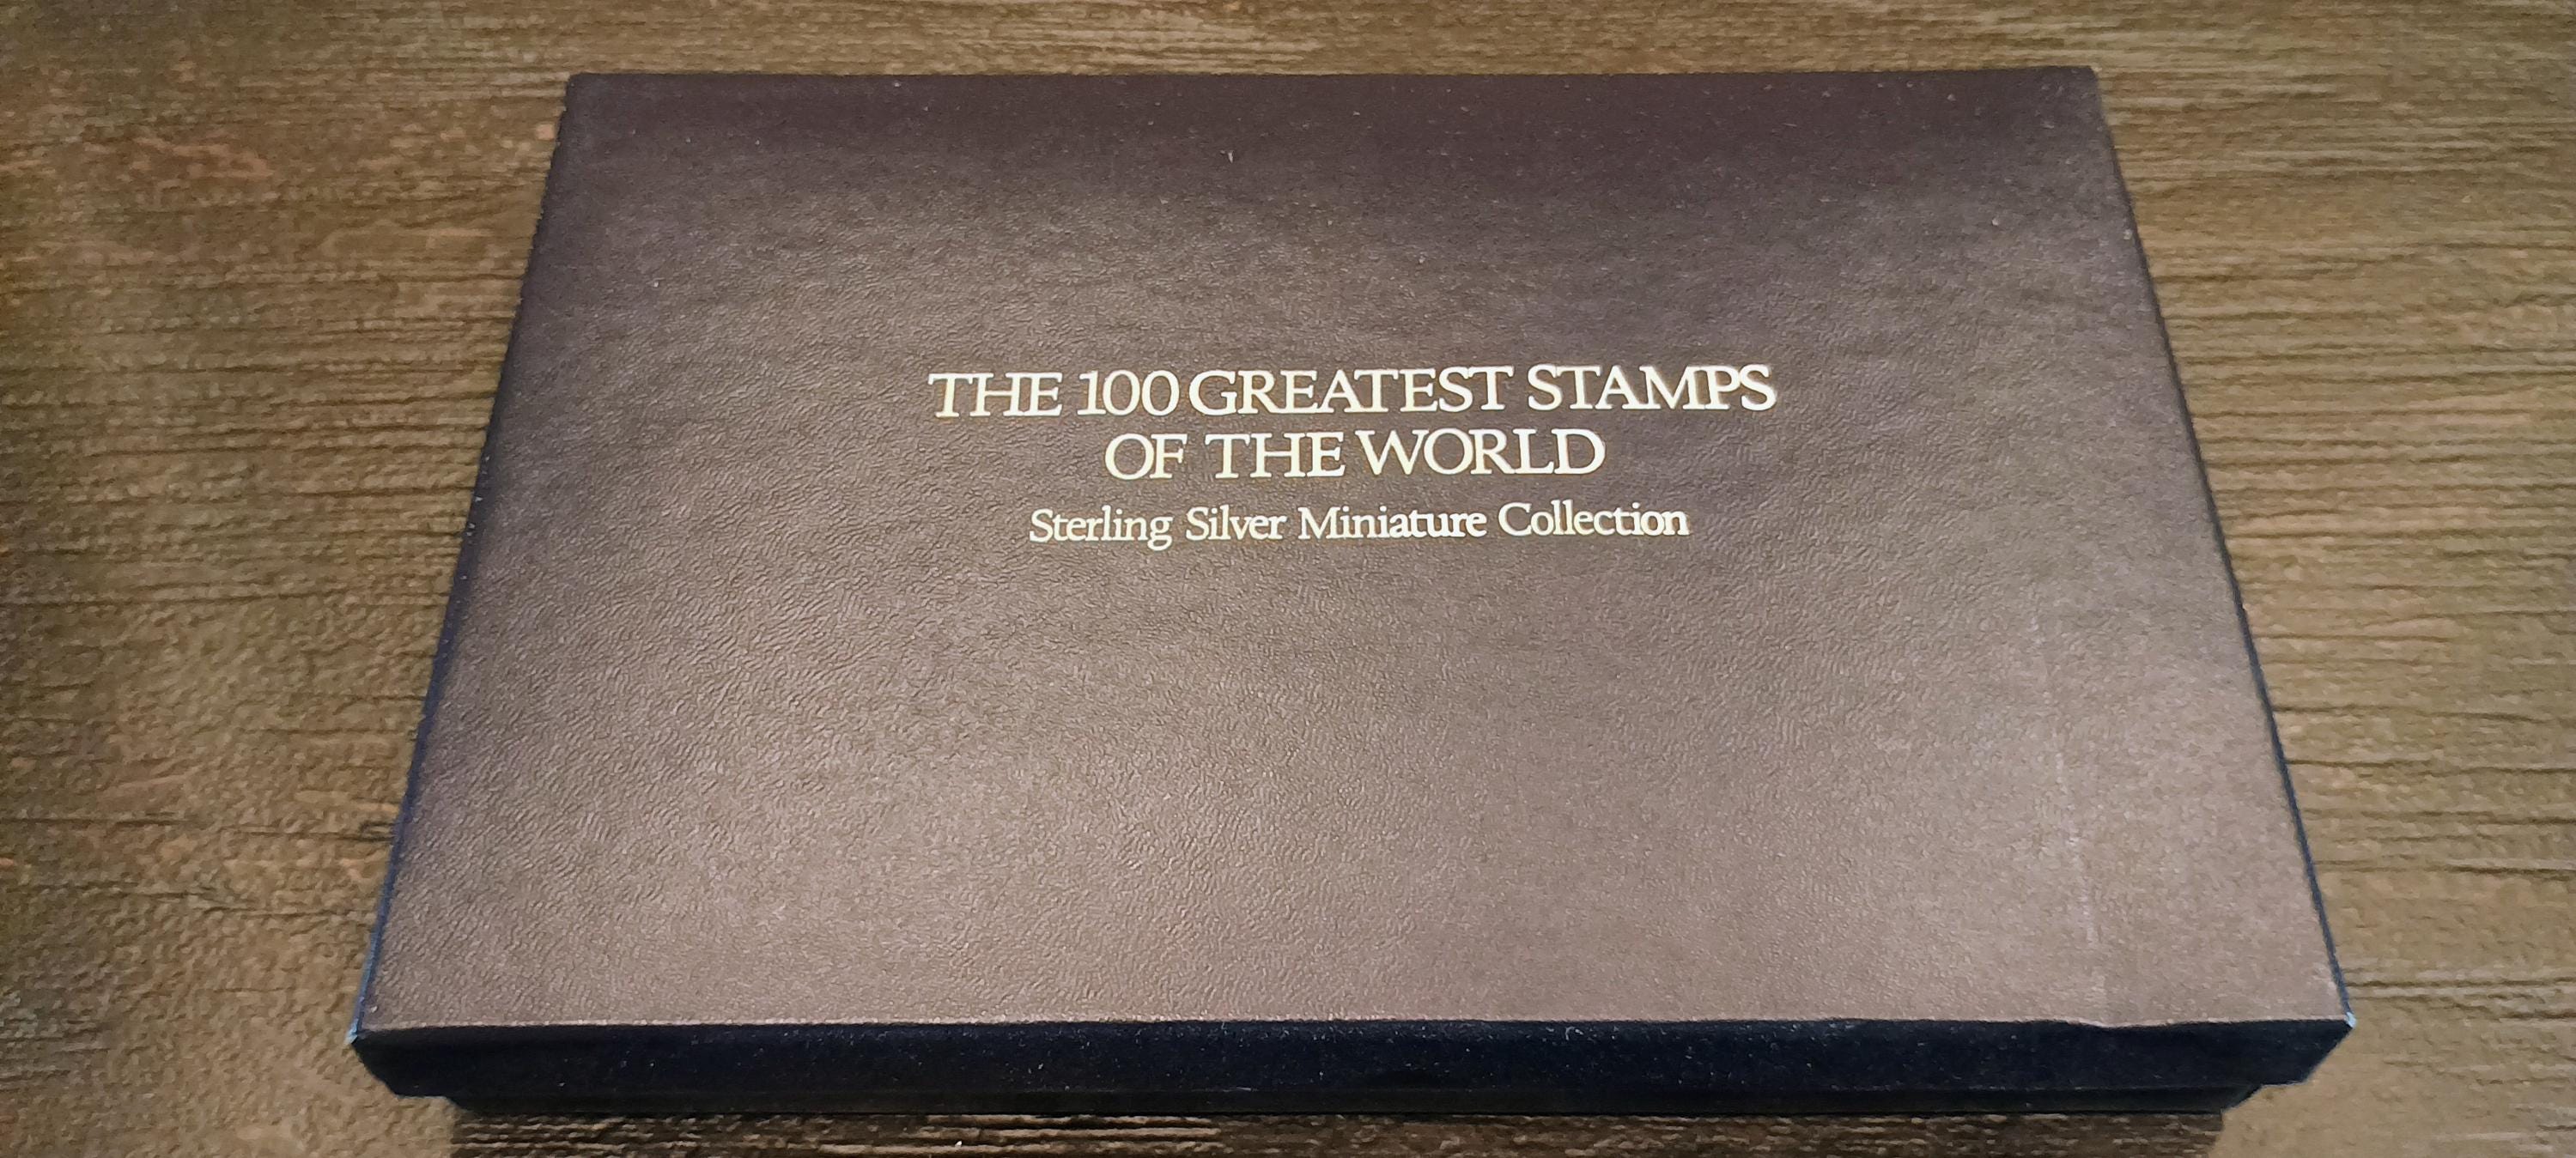 THE 100 GREATEST STAMPS
OF THE WORLD
Sterling Silver Miniature Collection